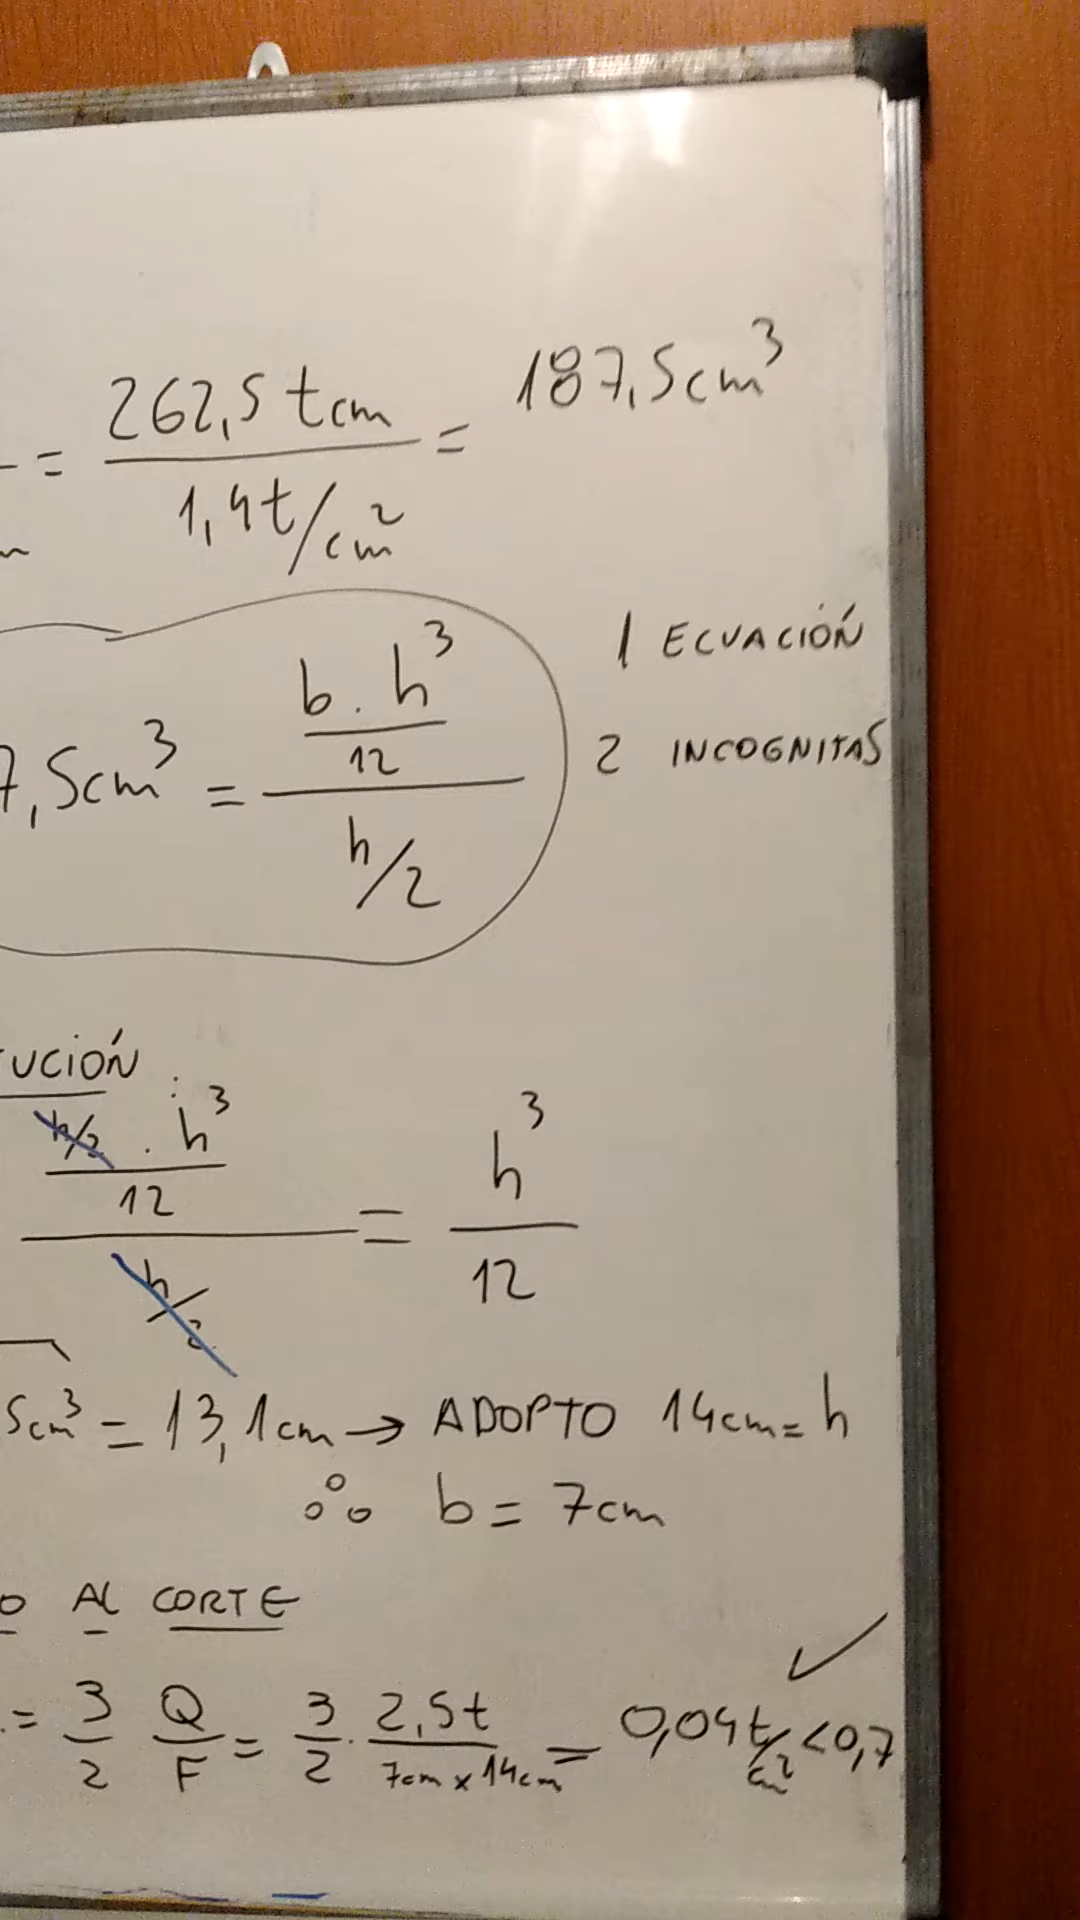 = 262,5 tcm / 1,4t/cm² = 187,5cm³
1 ECUACIÓN
7,5cm³ = (b . h³ / 12) / (h/2)
2 INCOGNITAS
UCIÓN :
(h/2 . h³ / 12) / (h/2) = h³ / 12
5cm³ = 13,1cm → ADOPTO 14cm = h
∴ b = 7cm
O AL CORTE
= 3/2 Q/F = 3/2 . 2,5t / 7cm x 14cm = 0,04t/cm² < 0,7 ✓